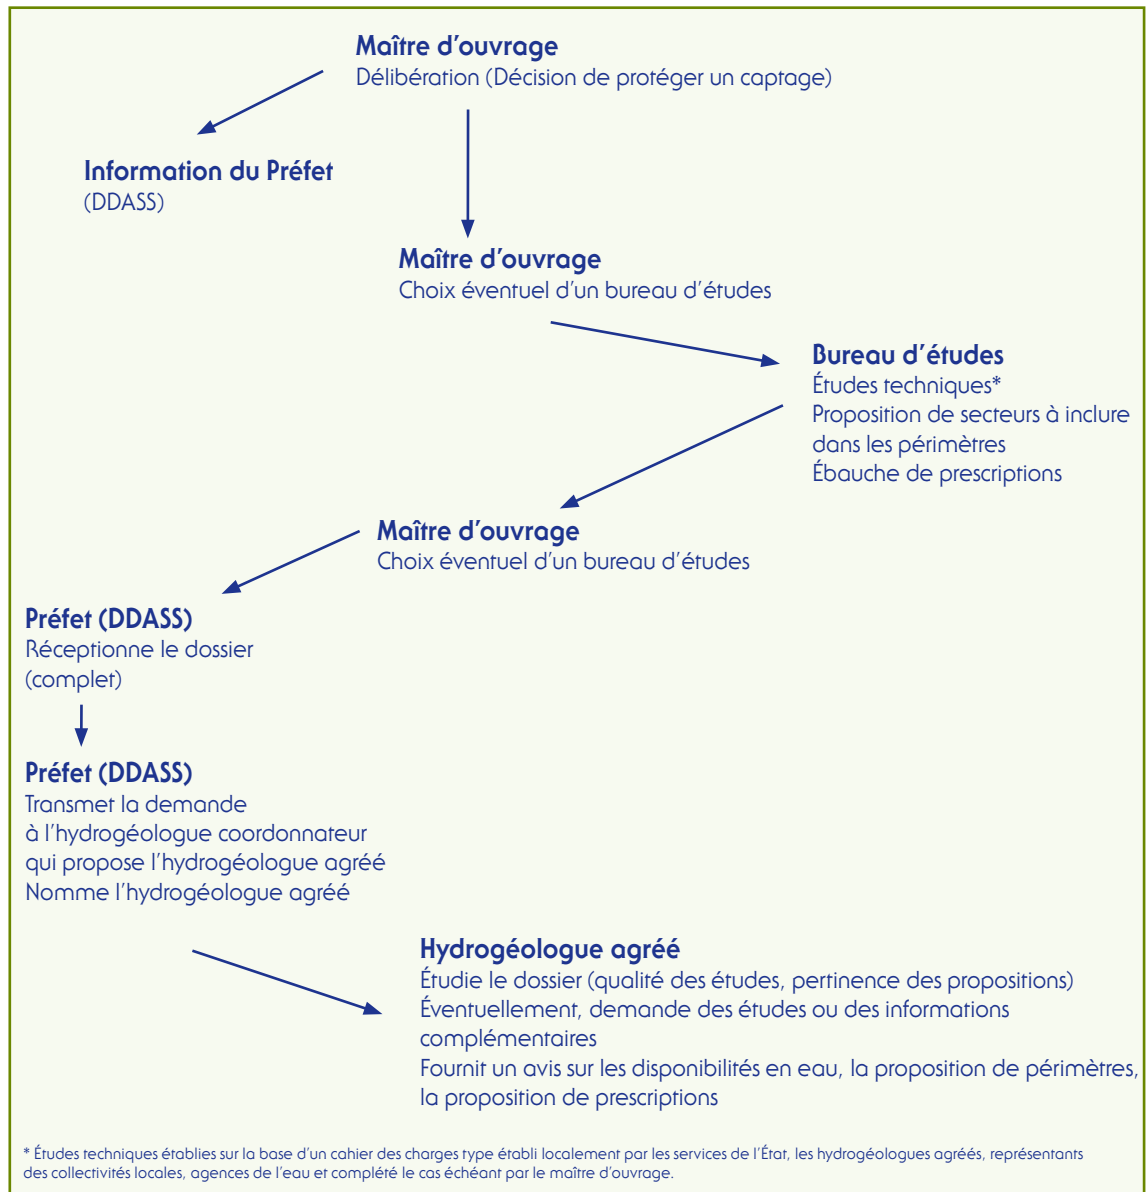 Maître d'ouvrage
Délibération (Décision de protéger un captage)
Information du Préfet
(DDASS)
Maître d'ouvrage
Choix éventuel d'un bureau d'études
Bureau d'études
Études techniques*
Proposition de secteurs à inclure
dans les périmètres
Ébauche de prescriptions
Maître d'ouvrage
Choix éventuel d'un bureau d'études
Préfet (DDASS)
Réceptionne le dossier
(complet)
Préfet (DDASS)
Transmet la demande
à l'hydrogéologue coordonnateur
qui propose l'hydrogéologue agréé
Nomme l'hydrogéologue agréé
Hydrogéologue agréé
Étudie le dossier (qualité des études, pertinence des propositions)
Éventuellement, demande des études ou des informations
complémentaires
Fournit un avis sur les disponibilités en eau, la proposition de périmètres,
la proposition de prescriptions
* Études techniques établies sur la base d'un cahier des charges type établi localement par les services de l'État, les hydrogéologues agréés, représentants
des collectivités locales, agences de l'eau et complété le cas échéant par le maître d'ouvrage.